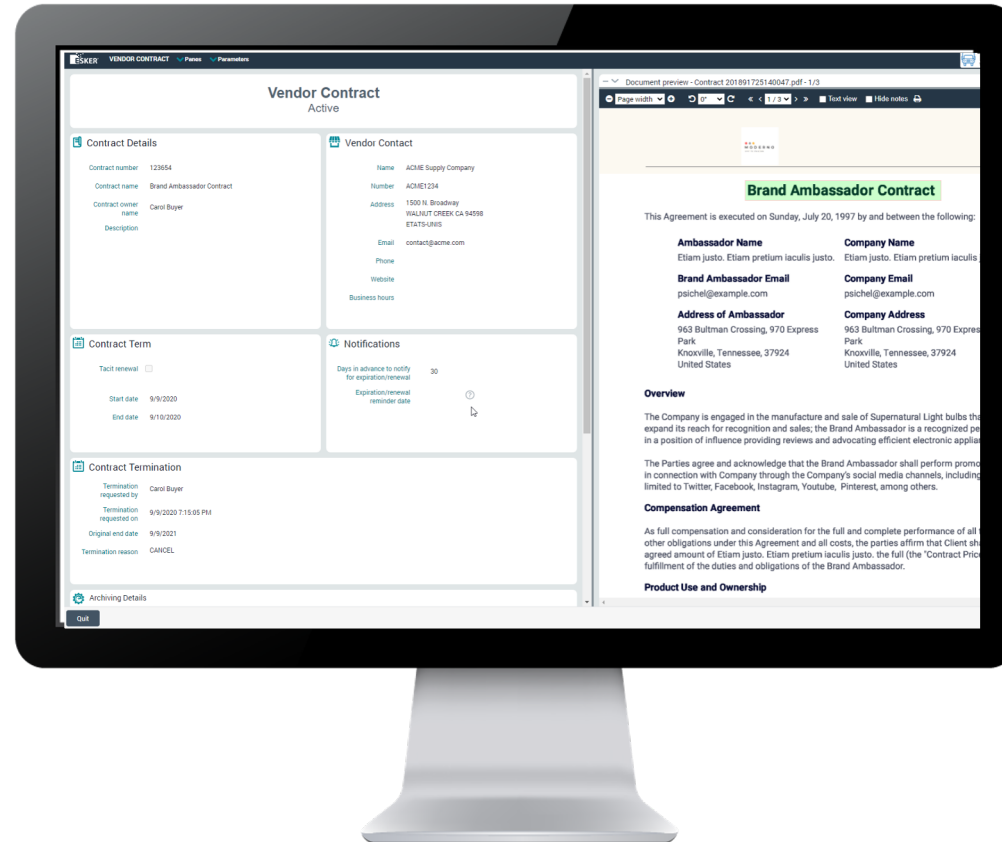 ESKER VENDOR CONTRACT Panes Parameters
Vendor Contract
Active
Contract Details
Contract number 123654
Contract name Brand Ambassador Contract
Contract owner name Carol Buyer
Description
Vendor Contact
Name ACME Supply Company
Number ACME1234
Address 1500 N. Broadway
WALNUT CREEK CA 94598
ETATS-UNIS
Email contact@acme.com
Phone
Website
Business hours
Contract Term
Tacit renewal
Start date 9/9/2020
End date 9/10/2020
Notifications
Days in advance to notify for expiration/renewal 30
Expiration/renewal reminder date
Contract Termination
Termination requested by Carol Buyer
Termination requested on 9/9/2020 7:15:05 PM
Original end date 9/9/2021
Termination reason CANCEL
Archiving Details
Quit
Document preview - Contract 201891725140047.pdf - 1/3
Page width 0° 1 / 3 Text view Hide notes
MODERNO
Brand Ambassador Contract
This Agreement is executed on Sunday, July 20, 1997 by and between the following:
Ambassador Name
Etiam justo. Etiam pretium iaculis justo.
Company Name
Etiam justo. Etiam pretium iaculis
Brand Ambassador Email
psichel@example.com
Company Email
psichel@example.com
Address of Ambassador
963 Bultman Crossing, 970 Express
Park
Knoxville, Tennessee, 37924
United States
Company Address
963 Bultman Crossing, 970 Expres
Park
Knoxville, Tennessee, 37924
United States
Overview
The Company is engaged in the manufacture and sale of Supernatural Light bulbs tha
expand its reach for recognition and sales; the Brand Ambassador is a recognized pe
in a position of influence providing reviews and advocating efficient electronic applian
The Parties agree and acknowledge that the Brand Ambassador shall perform promo
in connection with Company through the Company's social media channels, including
limited to Twitter, Facebook, Instagram, Youtube, Pinterest, among others.
Compensation Agreement
As full compensation and consideration for the full and complete performance of all
other obligations under this Agreement and all costs, the parties affirm that Client sh
agreed amount of Etiam justo. Etiam pretium iaculis justo. the full (the "Contract Pric
fulfillment of the duties and obligations of the Brand Ambassador.
Product Use and Ownership